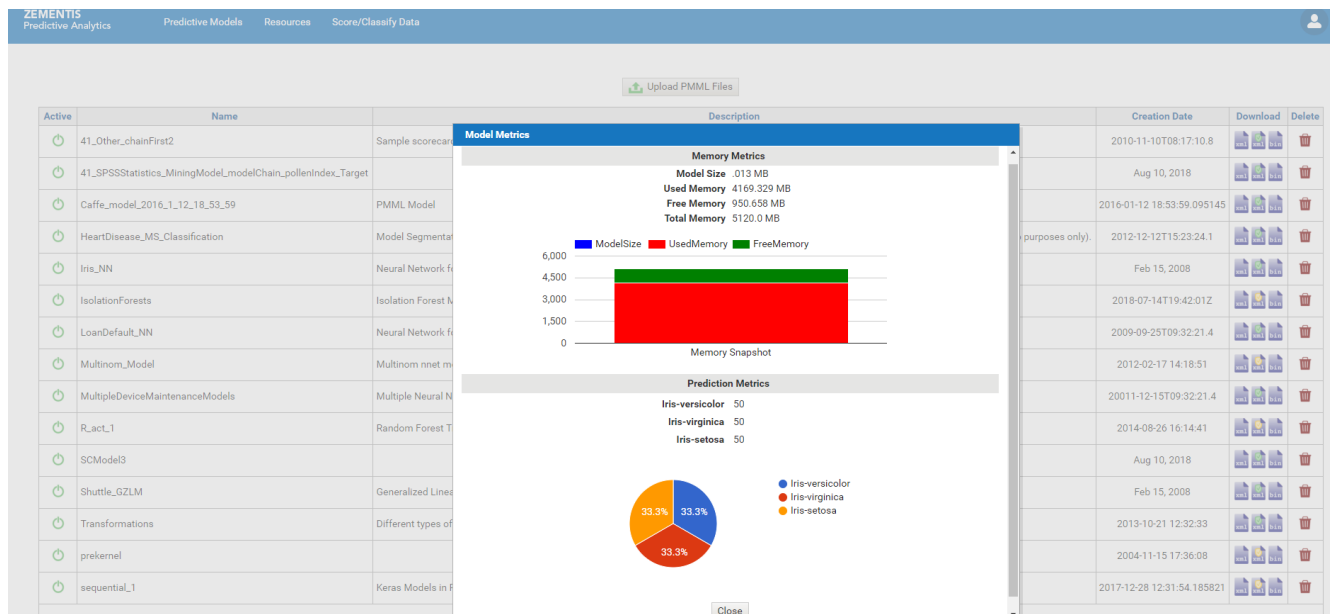 ZEMENTIS
Predictive Analytics
Predictive Models Resources Score/Classify Data
Upload PMML Files
Active Name Description Creation Date Download Delete
41_Other_chainFirst2 Sample scorecar 2010-11-10T08:17:10.8
41_SPSSStatistics_MiningModel_modelChain_pollenIndex_Target Aug 10, 2018
Caffe_model_2016_1_12_18_53_59 PMML Model 2016-01-12 18:53:59.095145
HeartDisease_MS_Classification Model Segmenta purposes only). 2012-12-12T15:23:24.1
Iris_NN Neural Network fo Feb 15, 2008
IsolationForests Isolation Forest M 2018-07-14T19:42:01Z
LoanDefault_NN Neural Network fo 2009-09-25T09:32:21.4
Multinom_Model Multinom nnet m 2012-02-17 14:18:51
MultipleDeviceMaintenanceModels Multiple Neural N 20011-12-15T09:32:21.4
R_act_1 Random Forest T 2014-08-26 16:14:41
SCModel3 Aug 10, 2018
Shuttle_GZLM Generalized Linea Feb 15, 2008
Transformations Different types of 2013-10-21 12:32:33
prekernel 2004-11-15 17:36:08
sequential_1 Keras Models in P 2017-12-28 12:31:54.185821
Model Metrics
Memory Metrics
Model Size .013 MB
Used Memory 4169.329 MB
Free Memory 950.658 MB
Total Memory 5120.0 MB
ModelSize UsedMemory FreeMemory
6,000
4,500
3,000
1,500
0
Memory Snapshot
Prediction Metrics
Iris-versicolor 50
Iris-virginica 50
Iris-setosa 50
33.3% 33.3%
33.3%
Iris-versicolor
Iris-virginica
Iris-setosa
Close